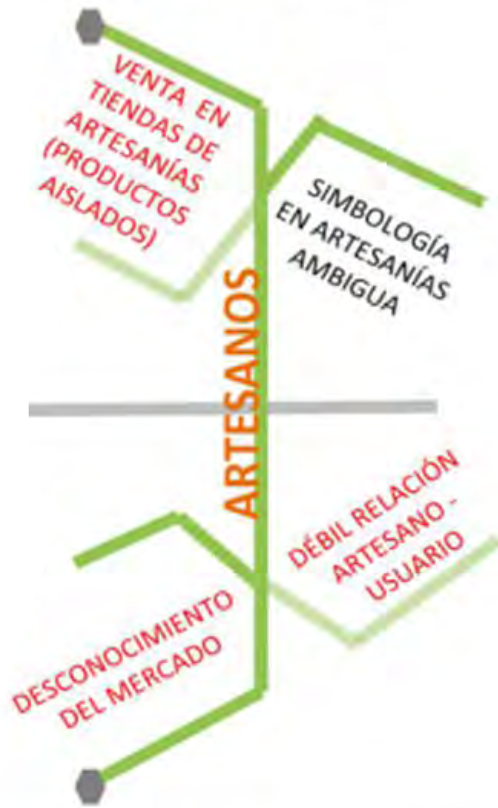 VENTA EN
TIENDAS DE
ARTESANÍAS
(PRODUCTOS
AISLADOS)
SIMBOLOGÍA
EN ARTESANÍAS
AMBIGUA
ARTESANOS
DÉBIL RELACIÓN
ARTESANO -
USUARIO
DESCONOCIMIENTO
DEL MERCADO